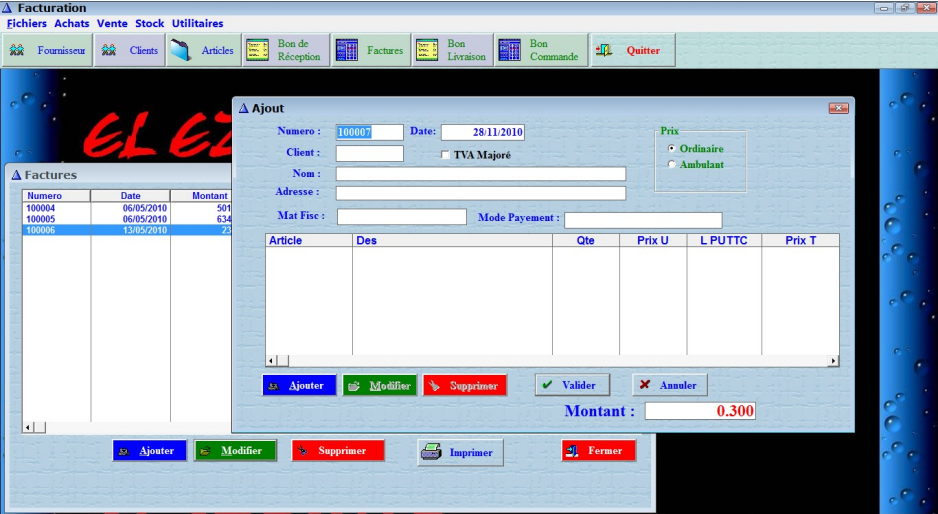 Facturation
Fichiers Achats Vente Stock Utilitaires
Fournisseur
Clients
Articles
Bon de
Réception
Factures
Bon
Livraison
Bon
Commande
Quitter
Ajout
Numero : 100007 Date: 28/11/2010
Prix
Ordinaire
Ambulant
Client :
TVA Majoré
Nom :
Adresse :
Mat Fisc :
Mode Payement :
Article Des Qte Prix U L PUTTC Prix T
Ajouter Modifier Supprimer Valider Annuler
Montant : 0.300
Factures
Numero Date Montant
100004 06/05/2010 501
100005 06/05/2010 634
100006 13/05/2010 23
Ajouter Modifier Supprimer Imprimer Fermer